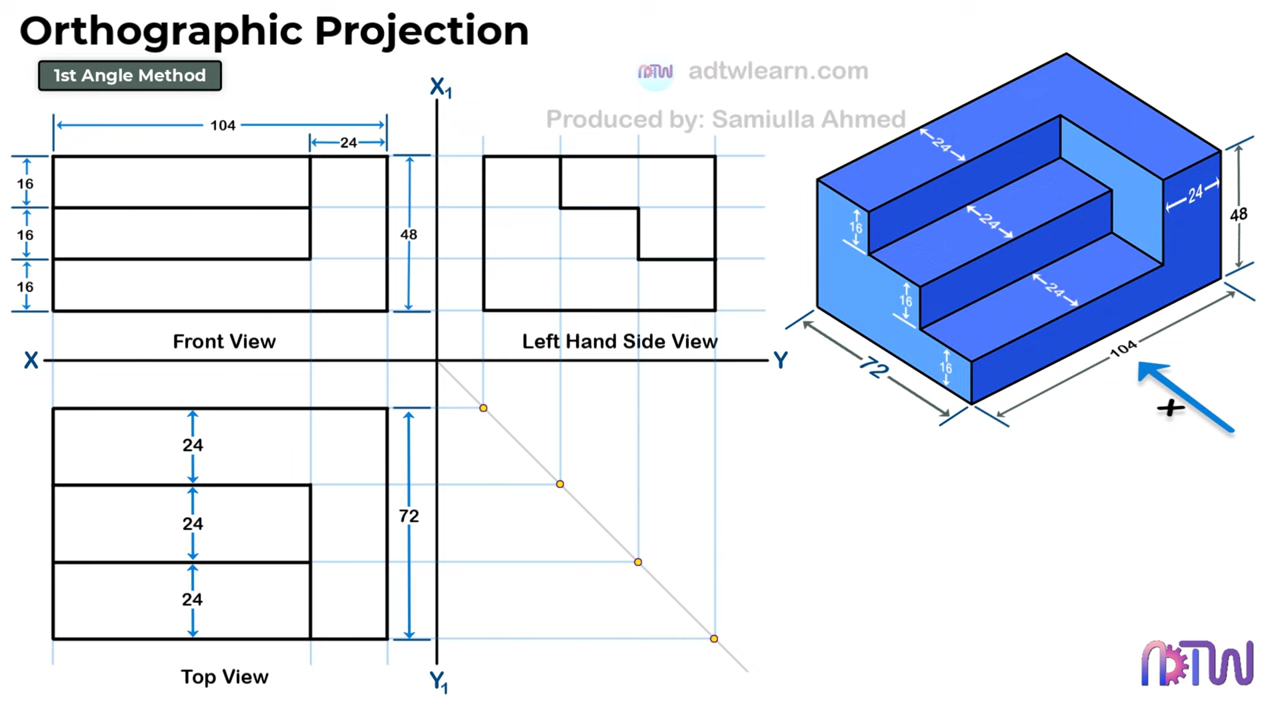 Orthographic Projection
1st Angle Method
X1
adtwlearn.com
Produced by: Samiulla Ahmed
104
24
16
16
16
48
Front View
Left Hand Side View
X
Y
24
24
24
72
Top View
Y1
24
24
24
24
16
16
16
48
72
104
X
ADTW